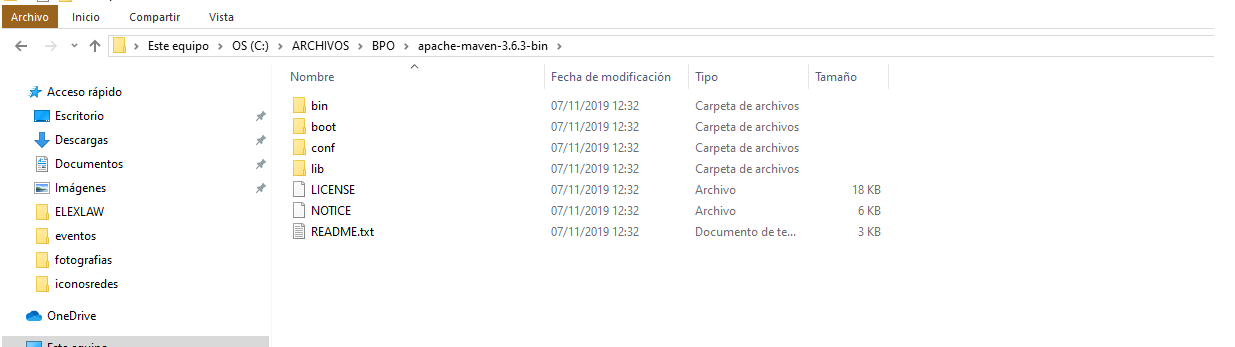 Archivo Inicio Compartir Vista
Este equipo OS (C:) ARCHIVOS BPO apache-maven-3.6.3-bin
Nombre Fecha de modificación Tipo Tamaño
Acceso rápido
Escritorio
Descargas
Documentos
Imágenes
ELEXLAW
eventos
fotografias
iconosredes
OneDrive
Este equipo
bin 07/11/2019 12:32 Carpeta de archivos
boot 07/11/2019 12:32 Carpeta de archivos
conf 07/11/2019 12:32 Carpeta de archivos
lib 07/11/2019 12:32 Carpeta de archivos
LICENSE 07/11/2019 12:32 Archivo 18 KB
NOTICE 07/11/2019 12:32 Archivo 6 KB
README.txt 07/11/2019 12:32 Documento de te... 3 KB